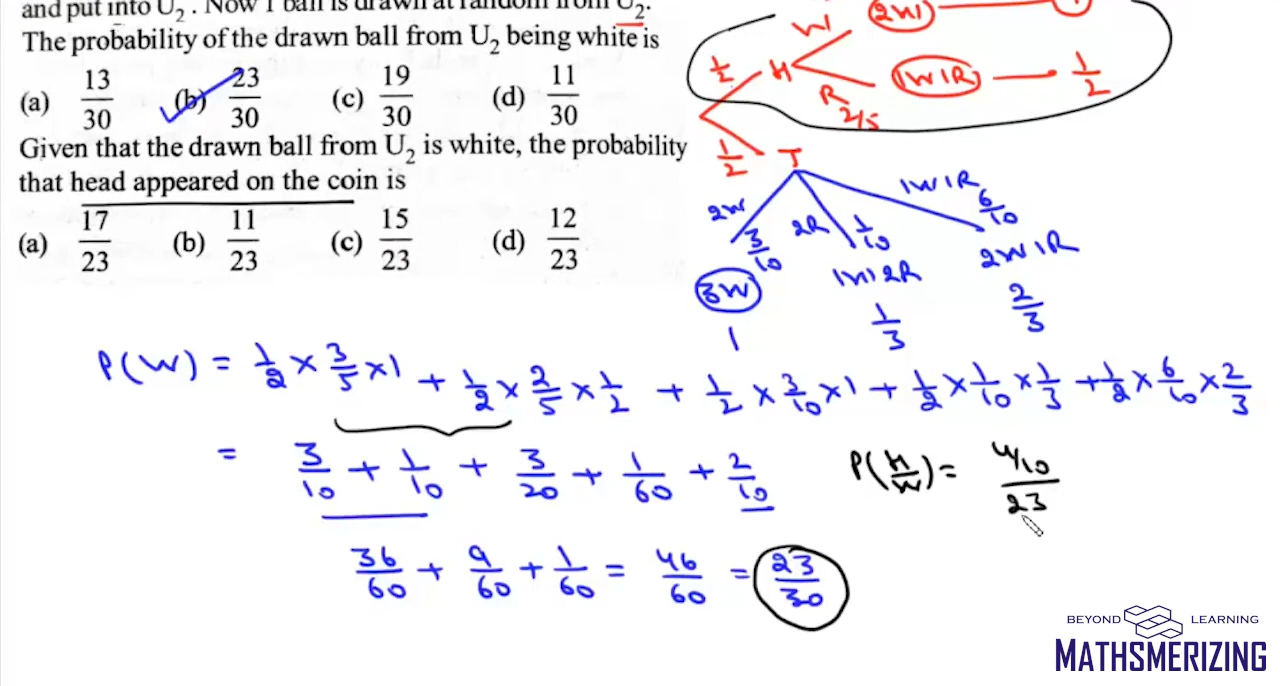 and put into U₂. Now 1 ball is drawn at random from U₂.
The probability of the drawn ball from U₂ being white is
(a) 13/30 (b) 23/30 (c) 19/30 (d) 11/30
Given that the drawn ball from U₂ is white, the probability
that head appeared on the coin is
(a) 17/23 (b) 11/23 (c) 15/23 (d) 12/23
W 2W 1
1/2 H
R 2/5 1W1R 1/2
1/2 T
2W 3/10 2R 1/10 1W1R 6/10
3W 1W2R 2W1R
1 1/3 2/3
P(W) = 1/2 × 3/5 × 1 + 1/2 × 2/5 × 1/2 + 1/2 × 3/10 × 1 + 1/2 × 1/10 × 1/3 + 1/2 × 6/10 × 2/3
= 3/10 + 1/10 + 3/20 + 1/60 + 2/10
P(H/W) = 4/10 / 23
36/60 + 9/60 + 1/60 = 46/60 = 23/30
BEYOND LEARNING
MATHSMERIZING